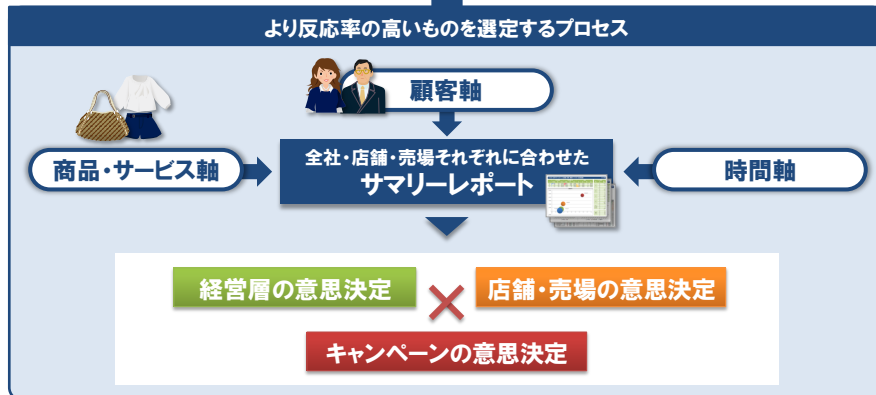 より反応率の高いものを選定するプロセス
顧客軸
商品・サービス軸
全社・店舗・売場それぞれに合わせた
サマリーレポート
時間軸
経営層の意思決定
店舗・売場の意思決定
キャンペーンの意思決定